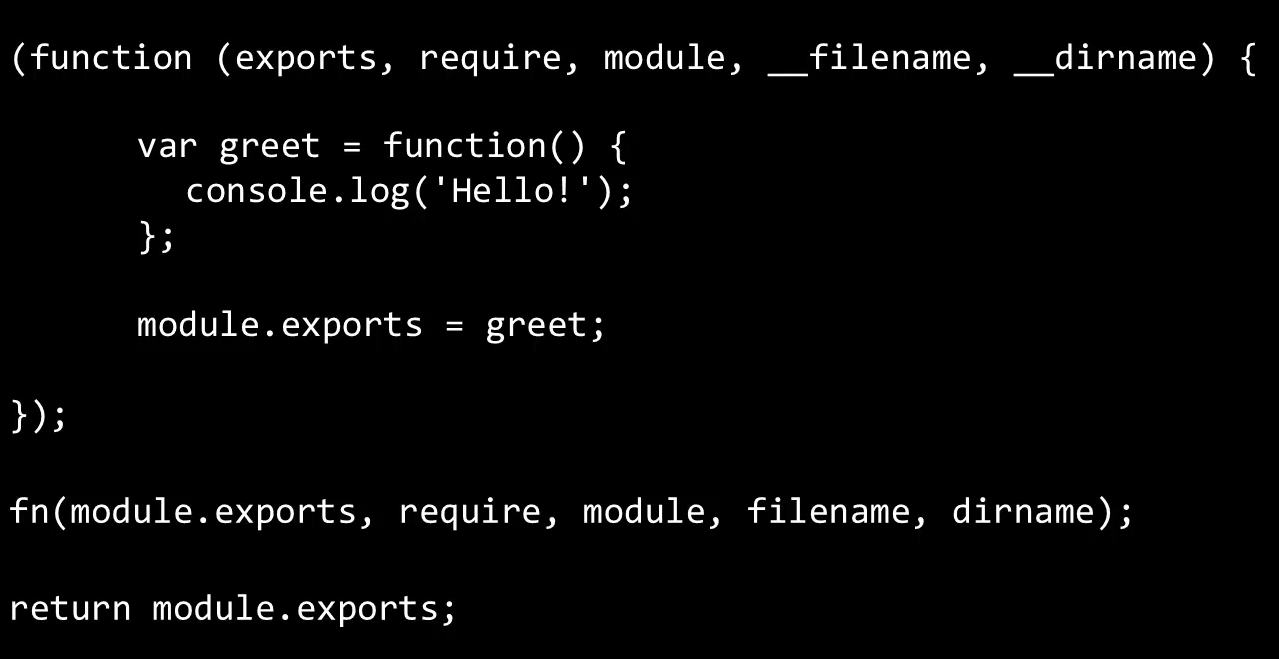 (function (exports, require, module, __filename, __dirname) {
var greet = function() {
console.log('Hello!');
};
module.exports = greet;
});
fn(module.exports, require, module, filename, dirname);
return module.exports;